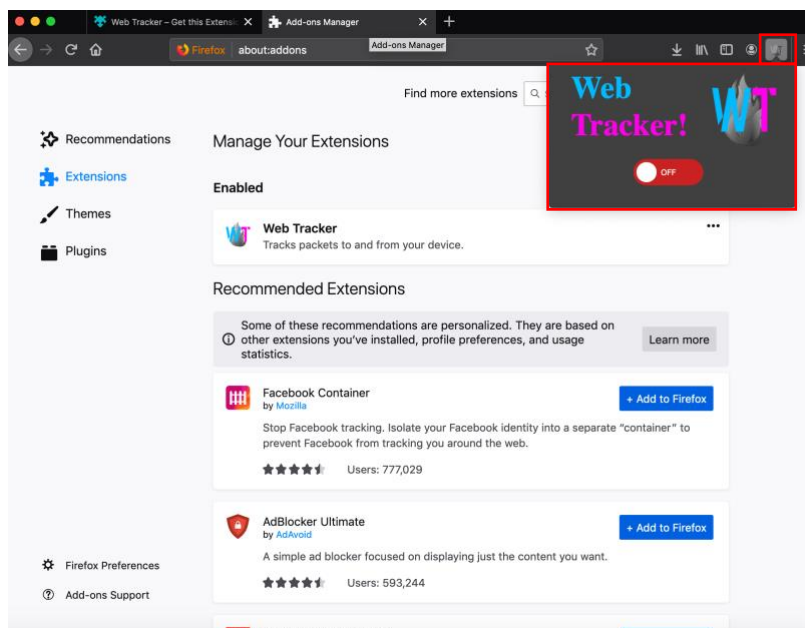 Web Tracker – Get this Extensi
Add-ons Manager
Firefox about:addons
Add-ons Manager
Find more extensions
Web
Tracker!
WT
OFF
Recommendations
Extensions
Themes
Plugins
Manage Your Extensions
Enabled
Web Tracker
Tracks packets to and from your device.
Recommended Extensions
Some of these recommendations are personalized. They are based on
other extensions you've installed, profile preferences, and usage
statistics.
Learn more
Facebook Container
by Mozilla
+ Add to Firefox
Stop Facebook tracking. Isolate your Facebook identity into a separate “container” to
prevent Facebook from tracking you around the web.
Users: 777,029
AdBlocker Ultimate
by AdAvoid
+ Add to Firefox
A simple ad blocker focused on displaying just the content you want.
Users: 593,244
Firefox Preferences
Add-ons Support